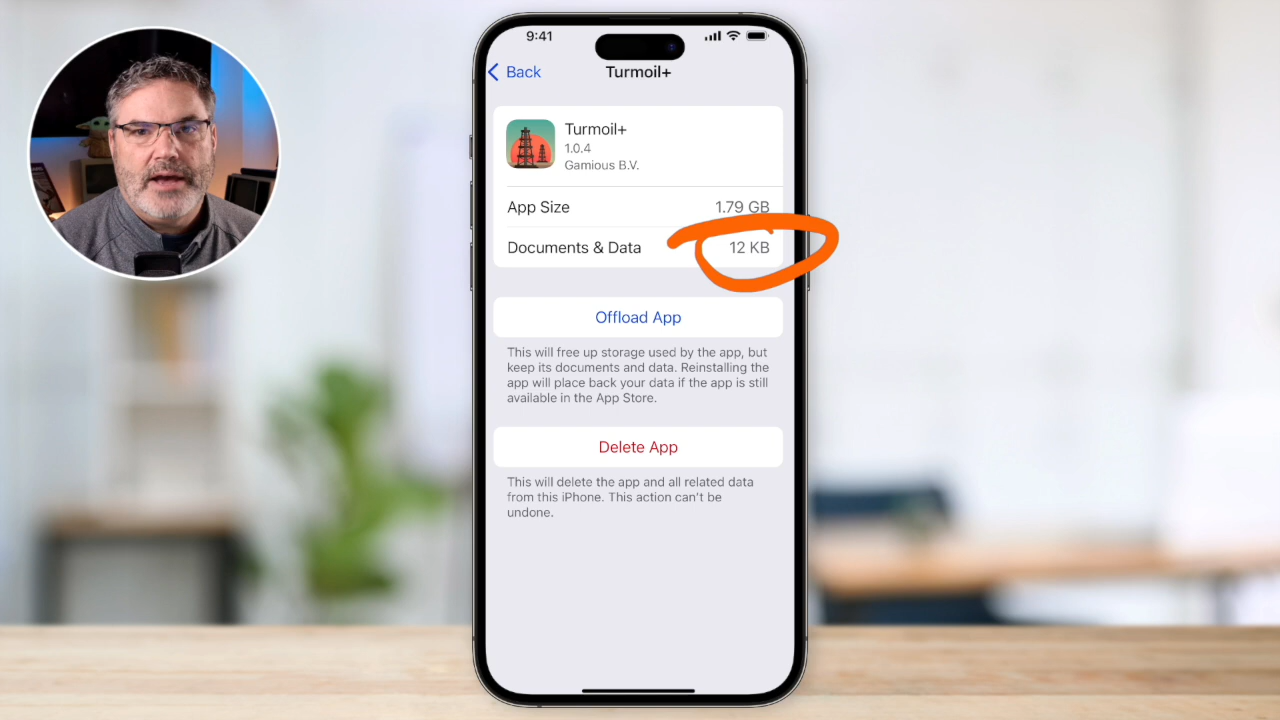 9:41
Back
Turmoil+
Turmoil+
1.0.4
Gamious B.V.
App Size 1.79 GB
Documents & Data 12 KB
Offload App
This will free up storage used by the app, but
keep its documents and data. Reinstalling the
app will place back your data if the app is still
available in the App Store.
Delete App
This will delete the app and all related data
from this iPhone. This action can't be
undone.